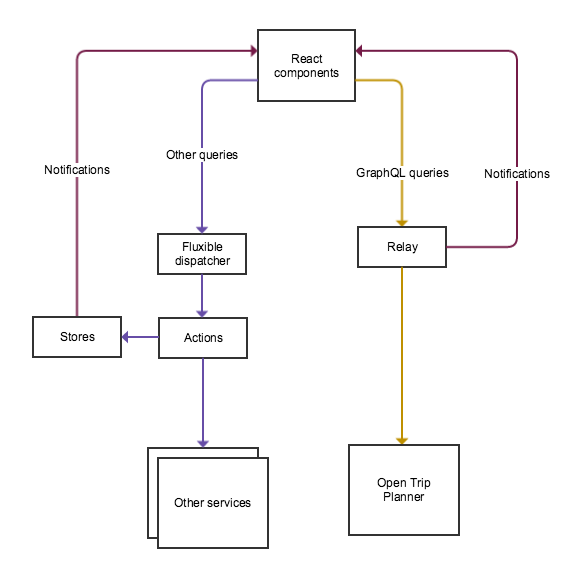 React
components
Other queries
Notifications
GraphQL queries
Notifications
Fluxible
dispatcher
Relay
Stores
Actions
Other services
Open Trip
Planner